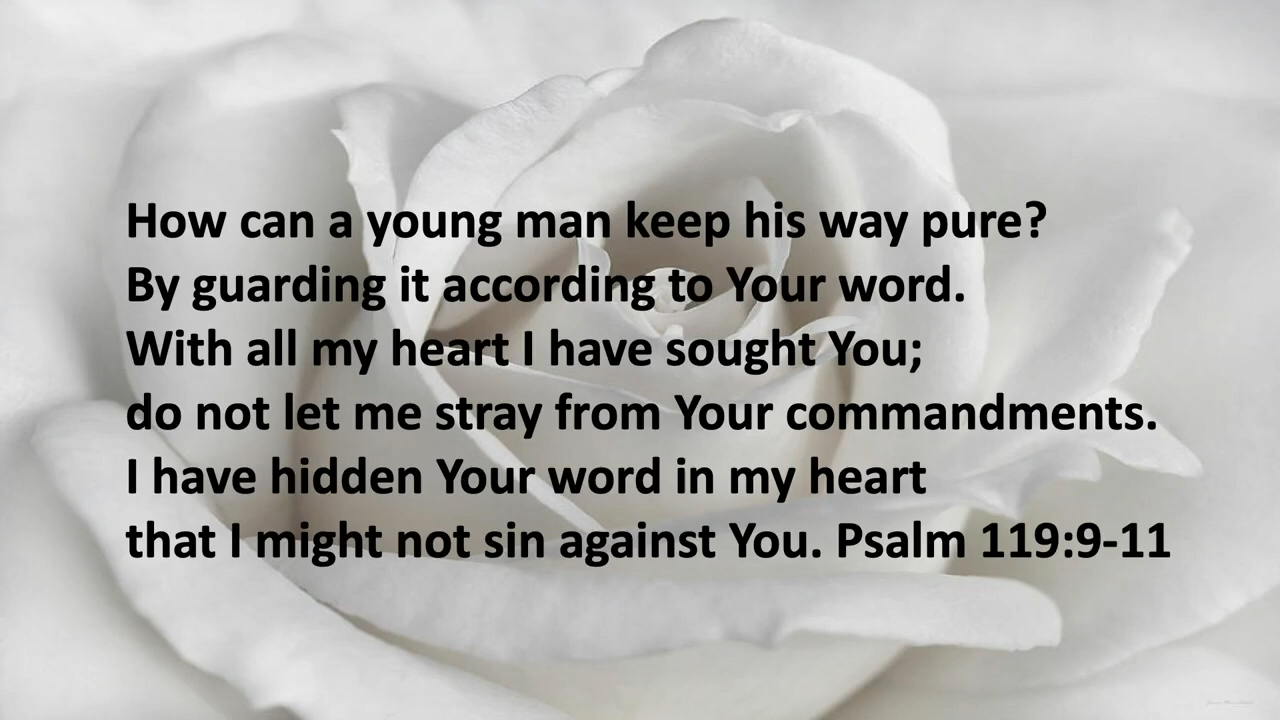 How can a young man keep his way pure?
By guarding it according to Your word.
With all my heart I have sought You;
do not let me stray from Your commandments.
I have hidden Your word in my heart
that I might not sin against You. Psalm 119:9-11